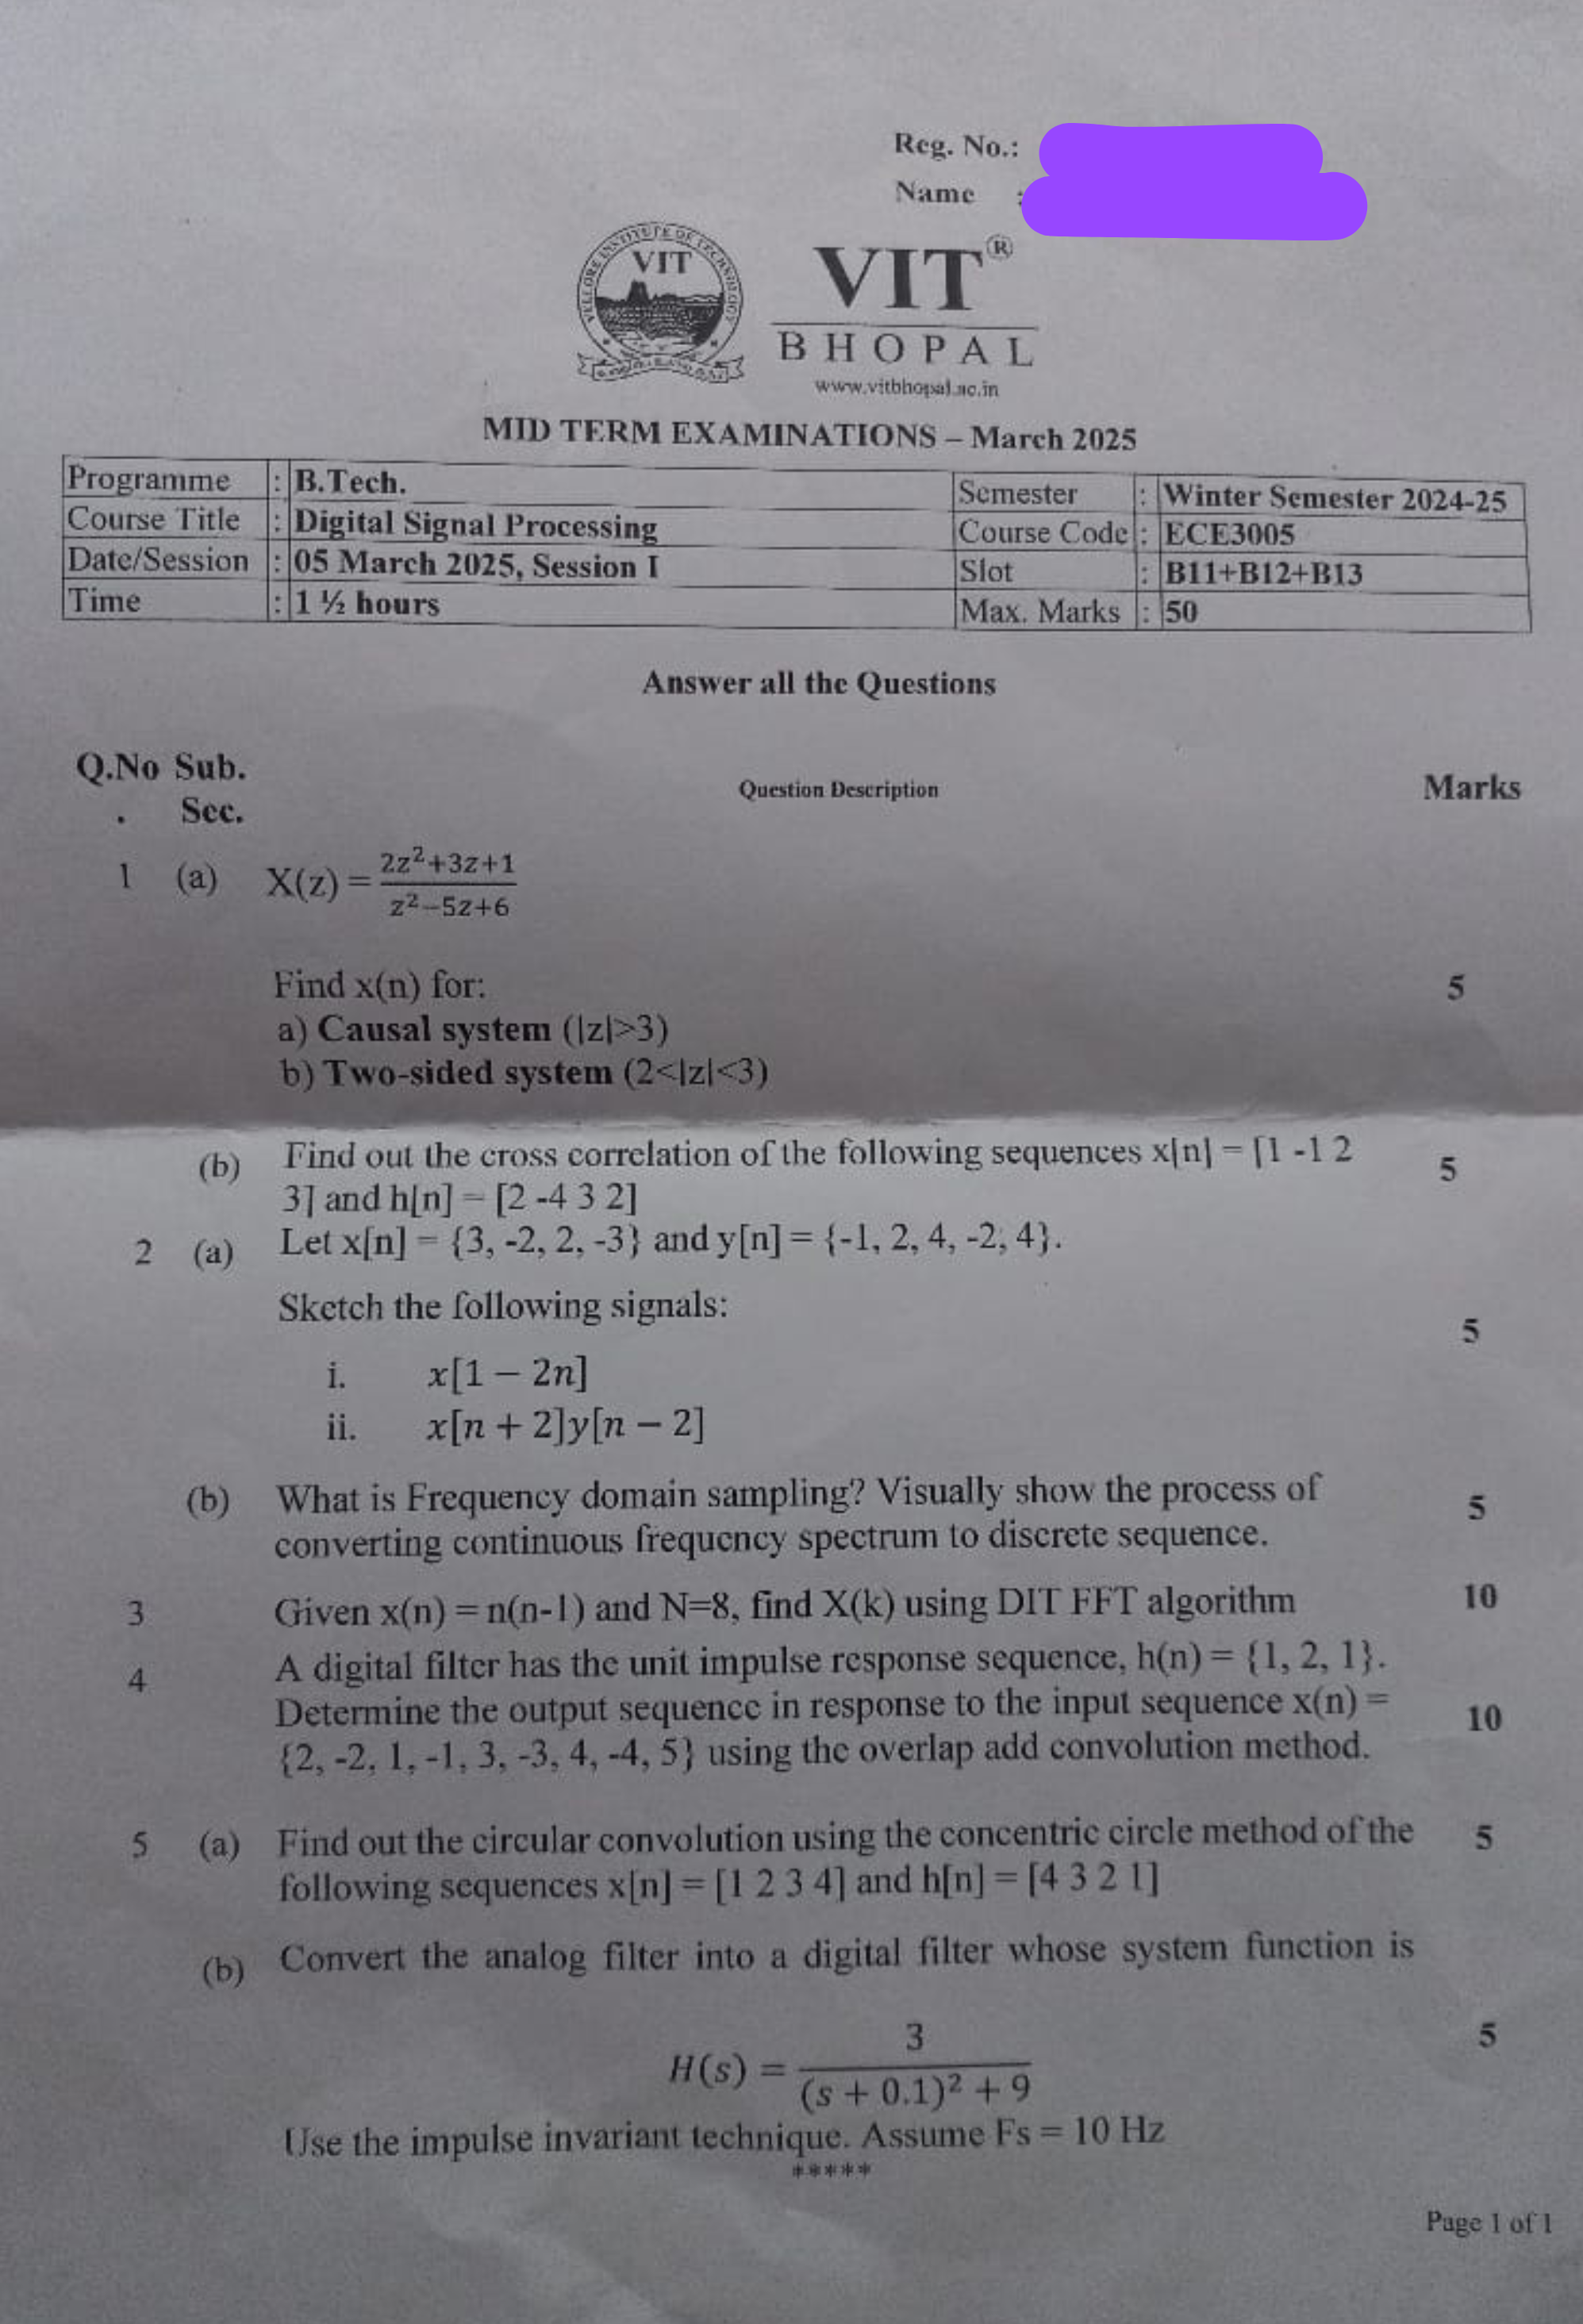 Reg. No.:
Name :
VELLORE INSTITUTE OF TECHNOLOGY
VIT
VIT®
BHOPAL
www.vitbhopal.ac.in
MID TERM EXAMINATIONS – March 2025
Programme : B.Tech. Semester : Winter Semester 2024-25
Course Title : Digital Signal Processing Course Code : ECE3005
Date/Session : 05 March 2025, Session I Slot : B11+B12+B13
Time : 1 ½ hours Max. Marks : 50
Answer all the Questions
Q.No Sub. Question Description Marks
. Sec.
1 (a) X(z) = (2z²+3z+1)/(z²−5z+6)
Find x(n) for: 5
a) Causal system (|z|>3)
b) Two-sided system (2<|z|<3)
(b) Find out the cross correlation of the following sequences x[n] = [1 -1 2 5
3] and h[n] = [2 -4 3 2]
2 (a) Let x[n] = {3, -2, 2, -3} and y[n] = {-1, 2, 4, -2, 4}.
Sketch the following signals: 5
i. x[1 − 2n]
ii. x[n + 2]y[n − 2]
(b) What is Frequency domain sampling? Visually show the process of 5
converting continuous frequency spectrum to discrete sequence.
3 Given x(n) = n(n-1) and N=8, find X(k) using DIT FFT algorithm 10
4 A digital filter has the unit impulse response sequence, h(n) = {1, 2, 1}.
Determine the output sequence in response to the input sequence x(n) = 10
{2, -2, 1, -1, 3, -3, 4, -4, 5} using the overlap add convolution method.
5 (a) Find out the circular convolution using the concentric circle method of the 5
following sequences x[n] = [1 2 3 4] and h[n] = [4 3 2 1]
(b) Convert the analog filter into a digital filter whose system function is
H(s) = 3/((s + 0.1)² + 9) 5
Use the impulse invariant technique. Assume Fs = 10 Hz
*****
Page 1 of 1